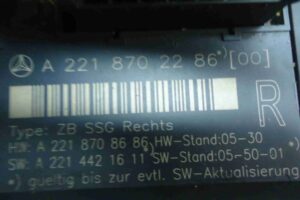 A 221 870 22 86*)[00]
R
Type: ZB SSG Rechts
HW: A 221 870 86 86*) HW-Stand:05-30
SW: A 221 442 16 11*) SW-Stand:05-50-01*)
*) gueltig bis zur evtl. SW-Aktualisierung